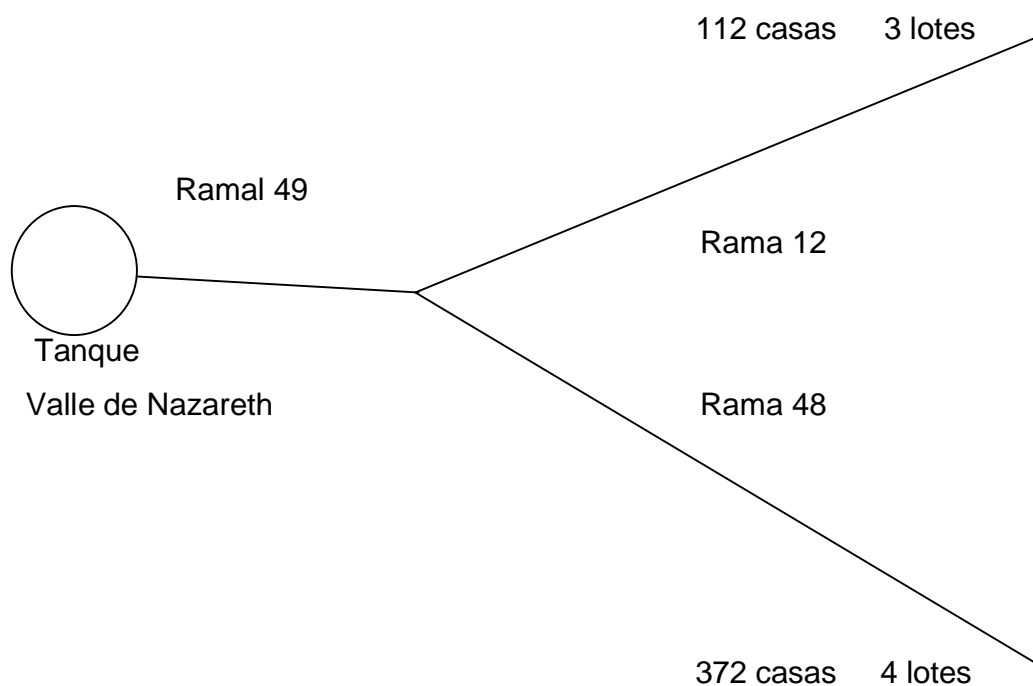 112 casas 3 lotes
Ramal 49
Rama 12
Tanque
Valle de Nazareth
Rama 48
372 casas 4 lotes